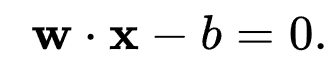 𝐰 · 𝐱 − 𝑏 = 0.